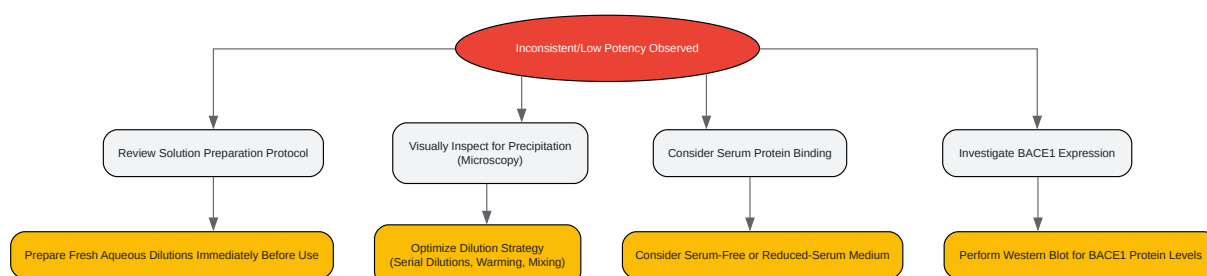 Inconsistent/Low Potency Observed
Review Solution Preparation Protocol
Visually Inspect for Precipitation
(Microscopy)
Consider Serum Protein Binding
Investigate BACE1 Expression
Prepare Fresh Aqueous Dilutions Immediately Before Use
Optimize Dilution Strategy
(Serial Dilutions, Warming, Mixing)
Consider Serum-Free or Reduced-Serum Medium
Perform Western Blot for BACE1 Protein Levels